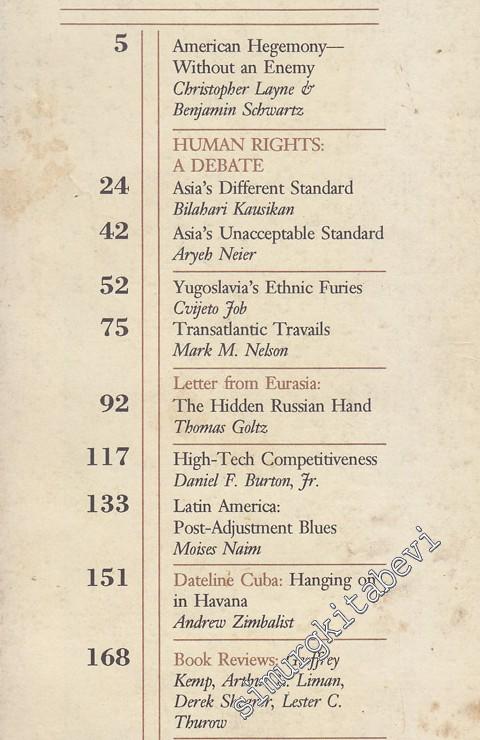 5 American Hegemony—
Without an Enemy
Christopher Layne &
Benjamin Schwartz
HUMAN RIGHTS:
A DEBATE
24 Asia's Different Standard
Bilahari Kausikan
42 Asia's Unacceptable Standard
Aryeh Neier
52 Yugoslavia's Ethnic Furies
Cvijeto Job
75 Transatlantic Travails
Mark M. Nelson
Letter from Eurasia:
92 The Hidden Russian Hand
Thomas Goltz
117 High-Tech Competitiveness
Daniel F. Burton, Jr.
133 Latin America:
Post-Adjustment Blues
Moises Naim
151 Dateline Cuba: Hanging on
in Havana
Andrew Zimbalist
168 Book Reviews:
Kemp, Liman,
Derek Lester C.
Thurow
simurgkitabevi